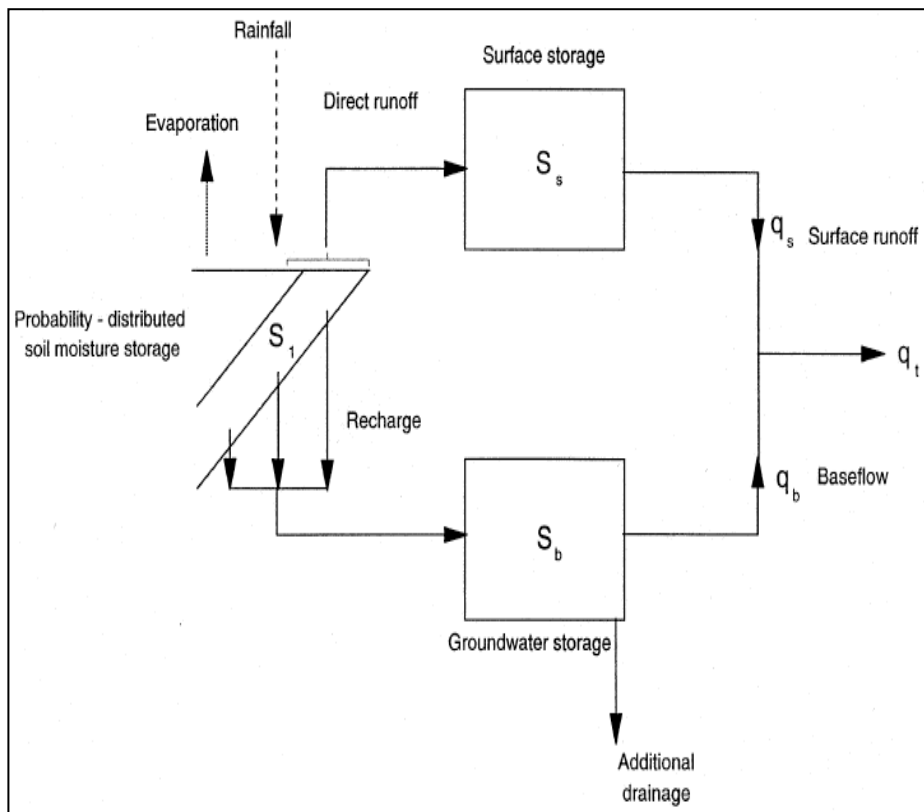 Rainfall
Surface storage
Direct runoff
Evaporation
S s
q s Surface runoff
Probability - distributed
soil moisture storage
S 1
q t
Recharge
q b Baseflow
S b
Groundwater storage
Additional
drainage